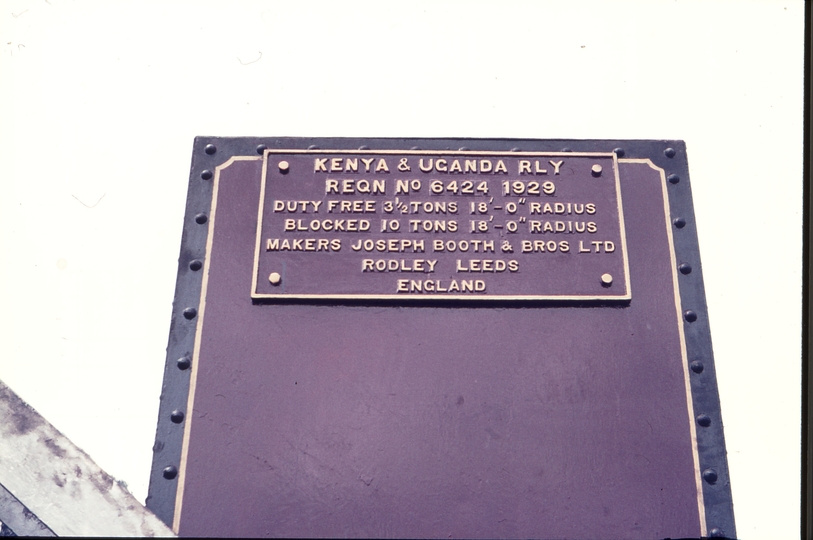 KENYA & UGANDA RLY
REQN Nº 6424 1929
DUTY FREE 3½ TONS 18'-0" RADIUS
BLOCKED 10 TONS 18'-0" RADIUS
MAKERS JOSEPH BOOTH & BROS LTD
RODLEY LEEDS
ENGLAND